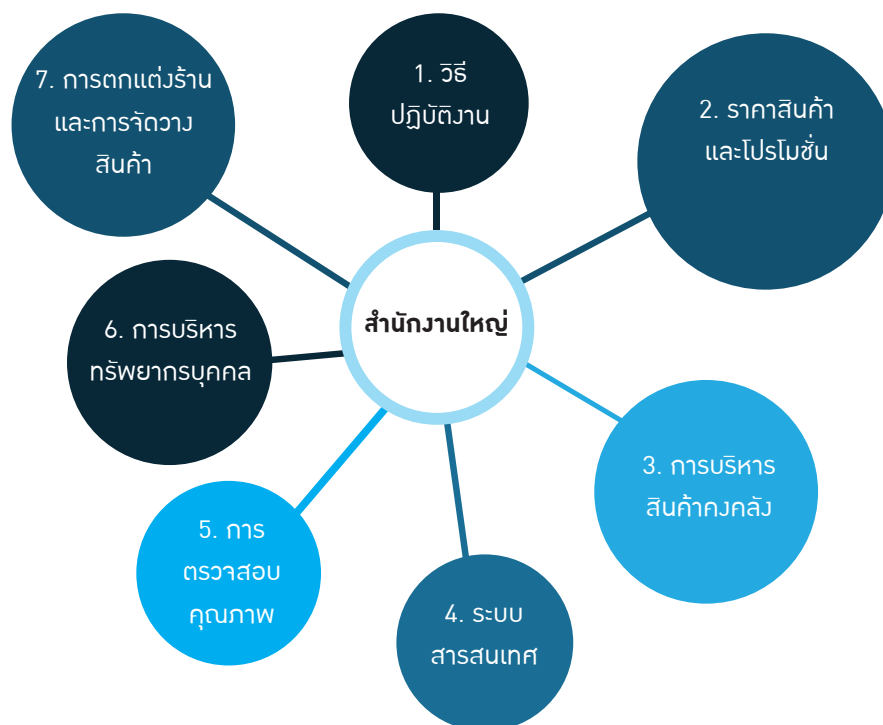 1. วิธี
ปฏิบัติงาน
2. ราคาสินค้า
และโปรโมชั่น
3. การบริหาร
สินค้าคงคลัง
4. ระบบ
สารสนเทศ
5. การ
ตรวจสอบ
คุณภาพ
6. การบริหาร
ทรัพยากรบุคคล
7. การตกแต่งร้าน
และการจัดวาง
สินค้า
สำนักงานใหญ่